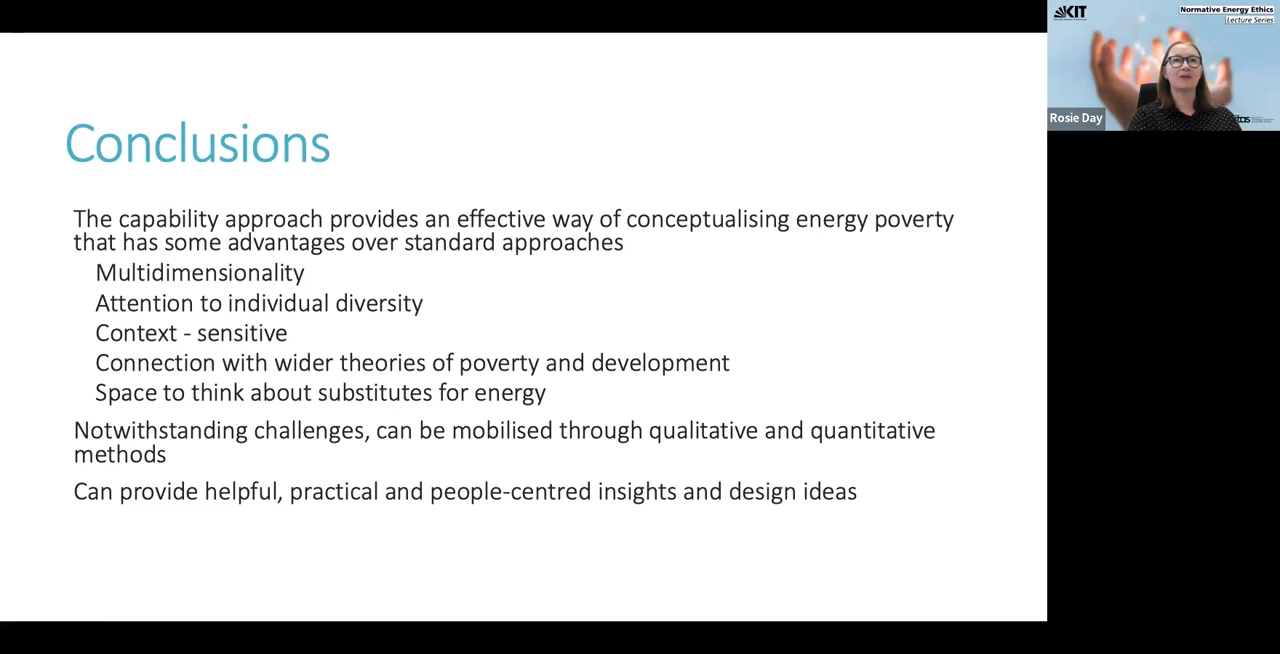 Conclusions
The capability approach provides an effective way of conceptualising energy poverty
that has some advantages over standard approaches
Multidimensionality
Attention to individual diversity
Context - sensitive
Connection with wider theories of poverty and development
Space to think about substitutes for energy
Notwithstanding challenges, can be mobilised through qualitative and quantitative
methods
Can provide helpful, practical and people-centred insights and design ideas
KIT
Normative Energy Ethics
Lecture Series
Rosie Day